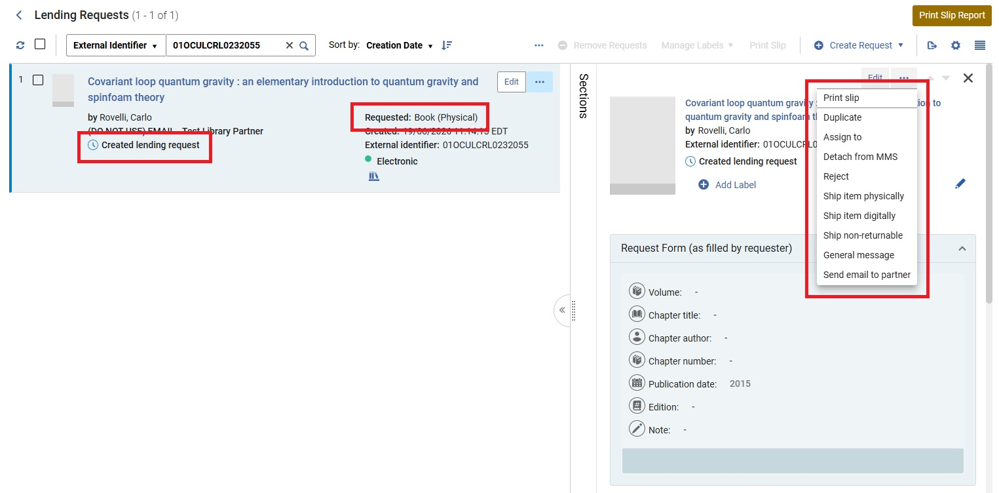 Lending Requests (1 - 1 of 1)
Print Slip Report
External Identifier
01OCULCRL0232055
Sort by: Creation Date
Remove Requests
Manage Labels
Print Slip
Create Request
1
Covariant loop quantum gravity : an elementary introduction to quantum gravity and
spinfoam theory
Edit
by Rovelli, Carlo
(DO NOT USE) EMAIL - Test Library Partner
Created lending request
Requested: Book (Physical)
Created: 19/06/2026 11:14:15 EDT
External identifier: 01OCULCRL0232055
Electronic
Sections
Edit
Covariant loop quantum gravity : to
quantum gravity and spinfoam
by Rovelli, Carlo
External identifier: 01OCULCRL0
Created lending request
Add Label
Print slip
Duplicate
Assign to
Detach from MMS
Reject
Ship item physically
Ship item digitally
Ship non-returnable
General message
Send email to partner
Request Form (as filled by requester)
Volume: -
Chapter title: -
Chapter author: -
Chapter number: -
Publication date: 2015
Edition: -
Note: -